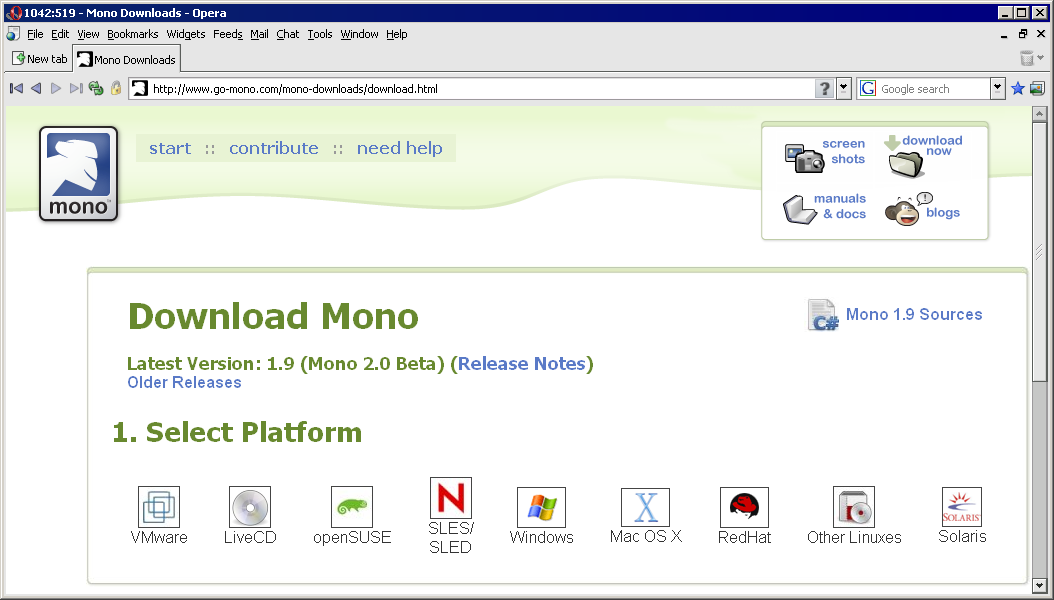 1042:519 - Mono Downloads - Opera
File Edit View Bookmarks Widgets Feeds Mail Chat Tools Window Help
New tab Mono Downloads
http://www.go-mono.com/mono-downloads/download.html ? G Google search
start :: contribute :: need help
mono
screen shots
download now
manuals & docs
! blogs
Download Mono
C# Mono 1.9 Sources
Latest Version: 1.9 (Mono 2.0 Beta) (Release Notes)
Older Releases
1. Select Platform
N X SOLARIS
VMware LiveCD openSUSE SLES/ SLED Windows Mac OS X RedHat Other Linuxes Solaris